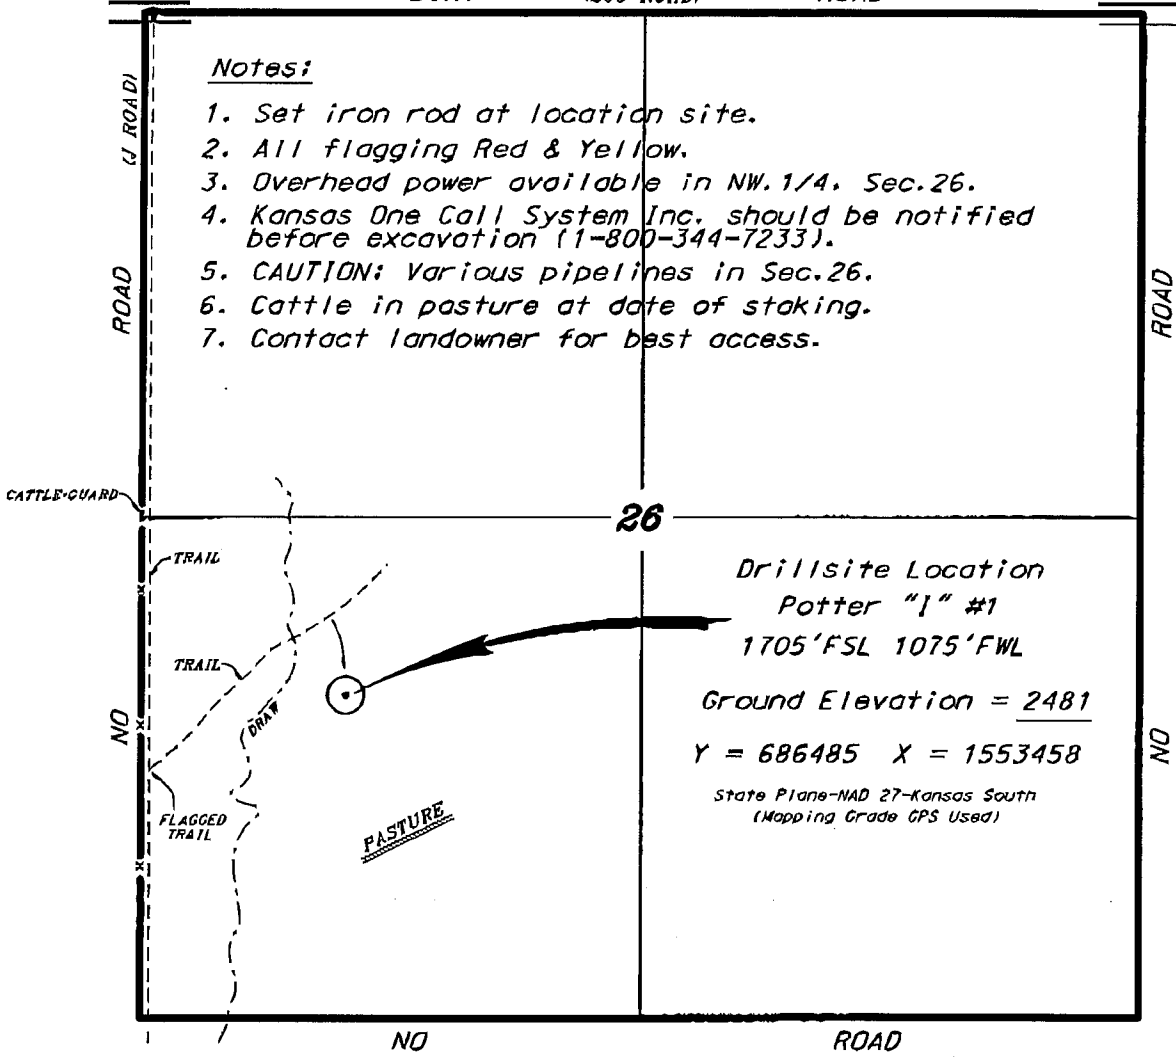 ROAD
(J ROAD)
Notes:
1. Set iron rod at location site.
2. All flagging Red & Yellow.
3. Overhead power available in NW. 1/4. Sec. 26.
4. Kansas One Call System Inc. should be notified
before excavation (1-800-344-7233).
5. CAUTION: Various pipelines in Sec. 26.
6. Cattle in pasture at date of staking.
7. Contact landowner for best access.
ROAD
ROAD
CATTLE-GUARD
26
TRAIL
TRAIL
DRAW
NO
FLAGGED
TRAIL
PASTURE
Drillsite Location
Potter "I" #1
1705'FSL 1075'FWL
Ground Elevation = 2481
Y = 686485 X = 1553458
State Plane-NAD 27-Kansas South
(Mapping Grade GPS Used)
NO
NO ROAD